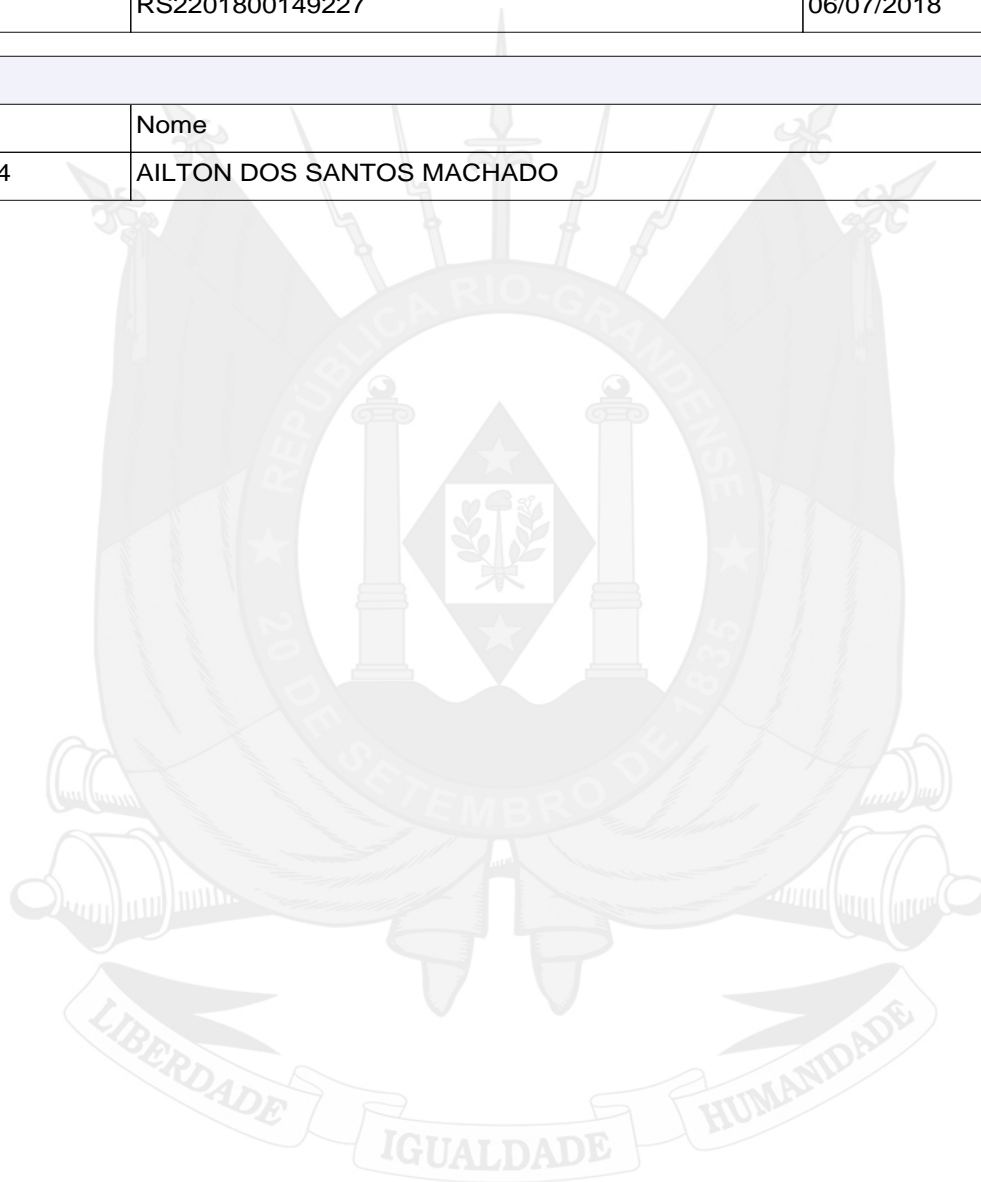 RS2201800149227 06/07/2018
Nome
4 AILTON DOS SANTOS MACHADO
REPÚBLICA RIO-GRANDENSE
20 DE SETEMBRO DE 1835
LIBERDADE IGUALDADE HUMANIDADE